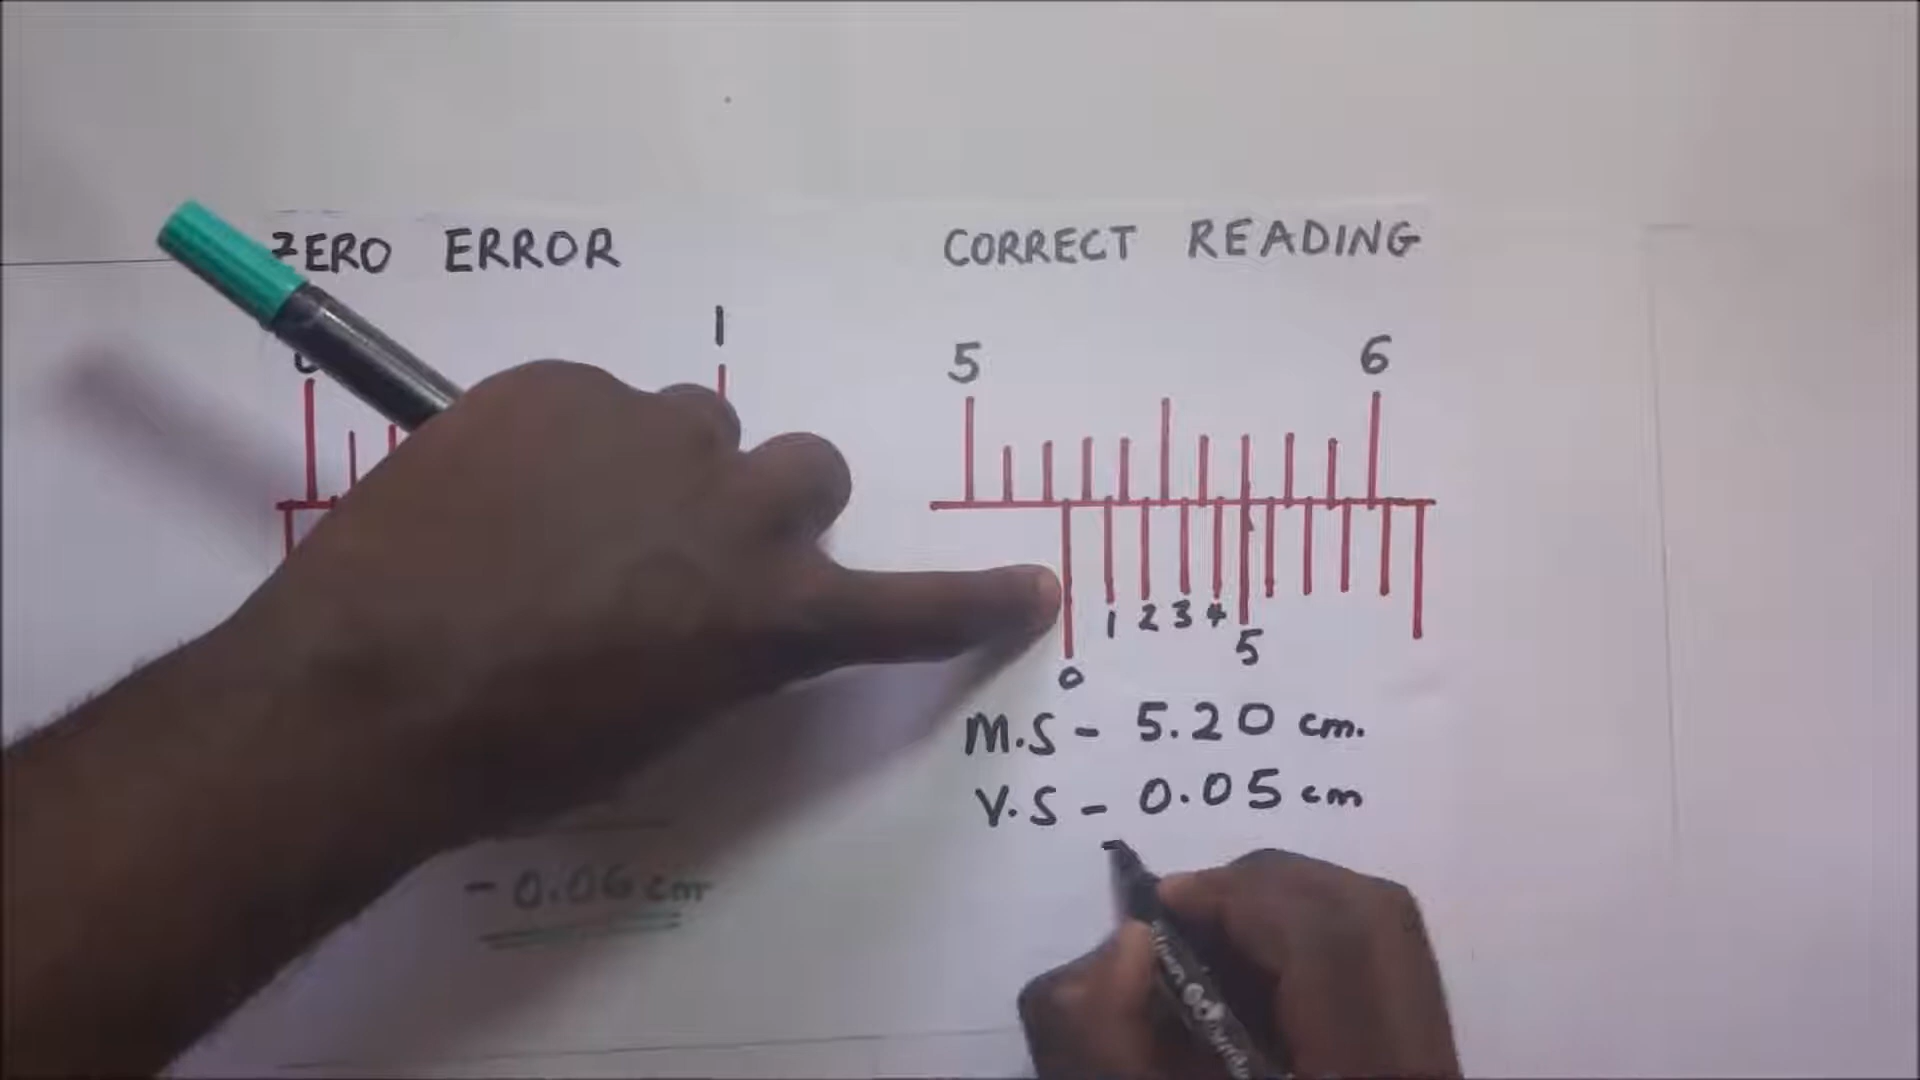 ZERO ERROR
1
- 0.06 cm
CORRECT READING
5 6
1 2 3 4
5
0
M.S - 5.20 cm.
V.S - 0.05 cm